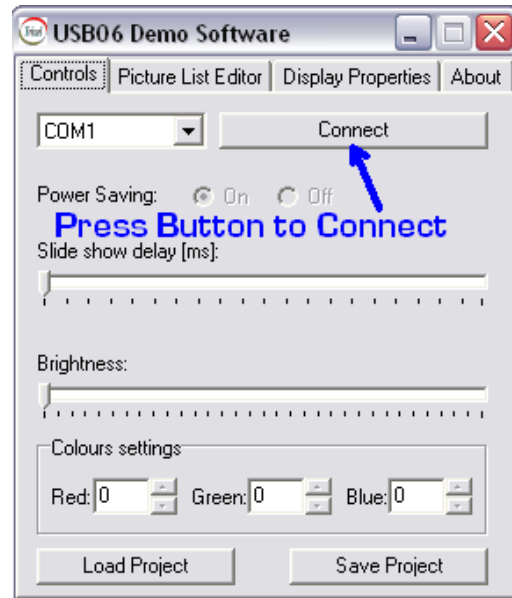 USB06 Demo Software
Controls Picture List Editor Display Properties About
COM1 Connect
Power Saving: On Off
Press Button to Connect
Slide show delay [ms]:
Brightness:
Colours settings
Red: 0 Green: 0 Blue: 0
Load Project Save Project